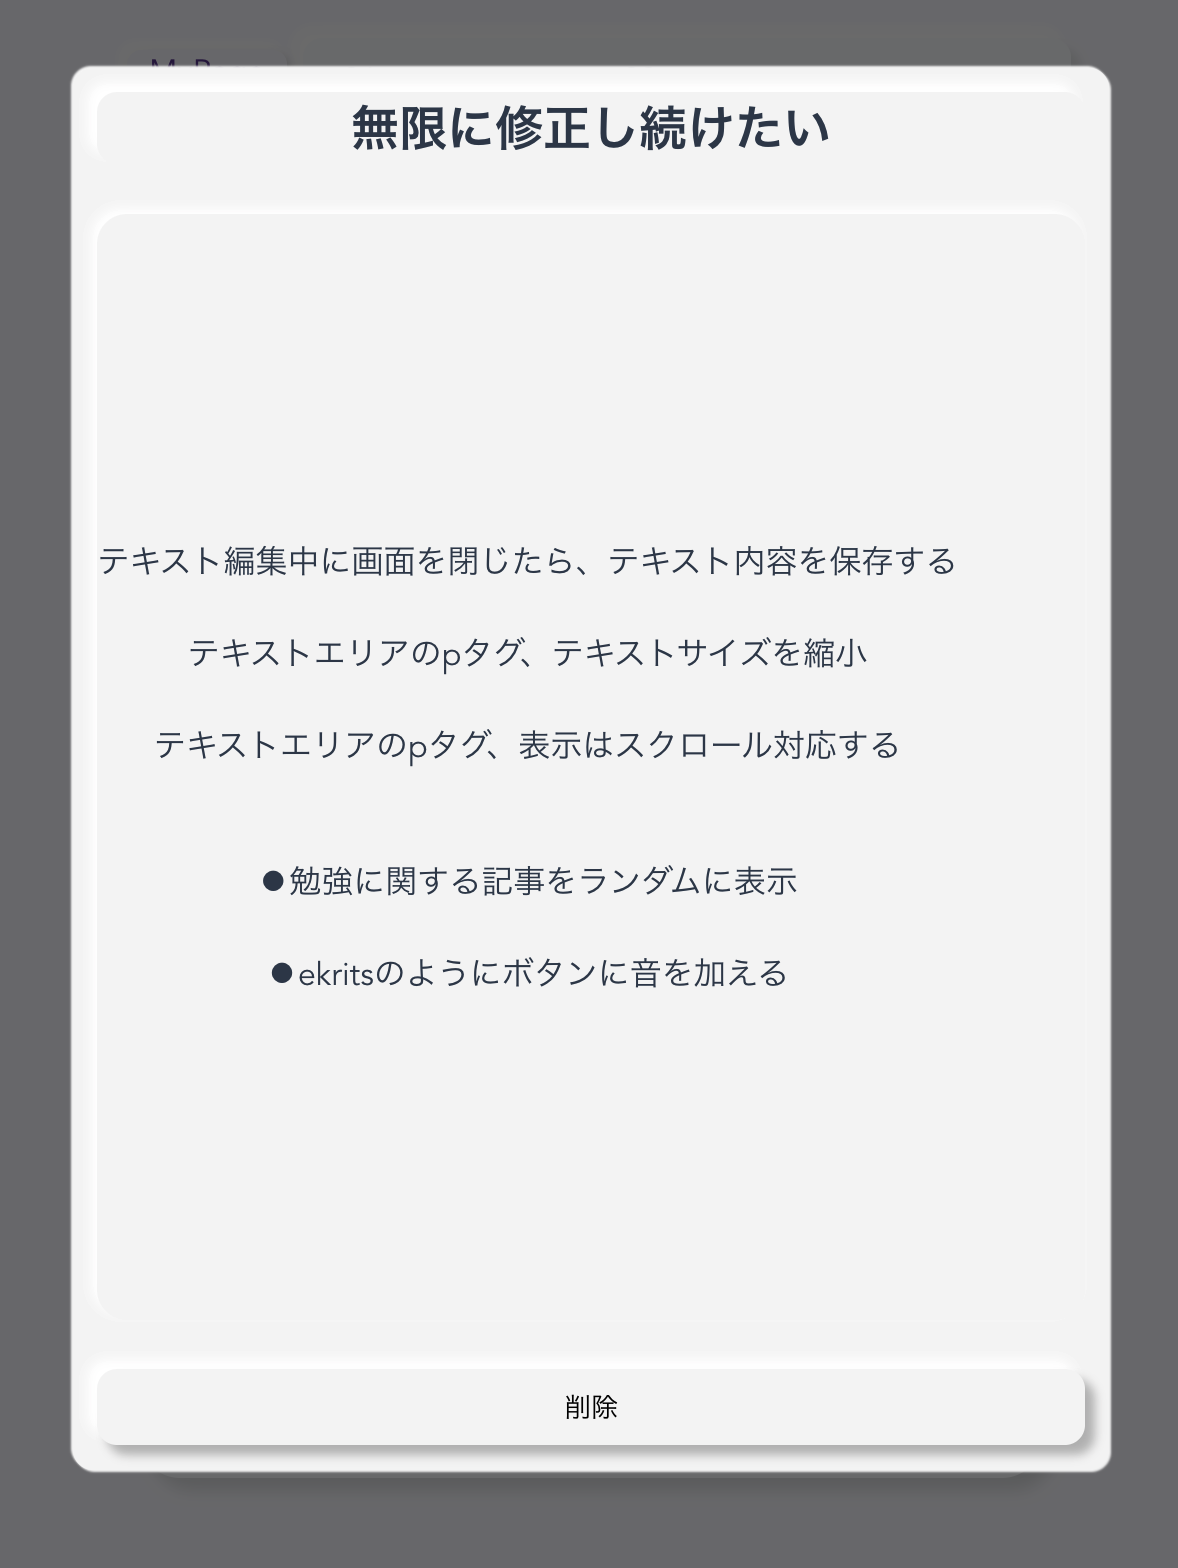 無限に修正し続けたい
テキスト編集中に画面を閉じたら、テキスト内容を保存する
テキストエリアのpタグ、テキストサイズを縮小
テキストエリアのpタグ、表示はスクロール対応する
●勉強に関する記事をランダムに表示
●ekritsのようにボタンに音を加える
削除